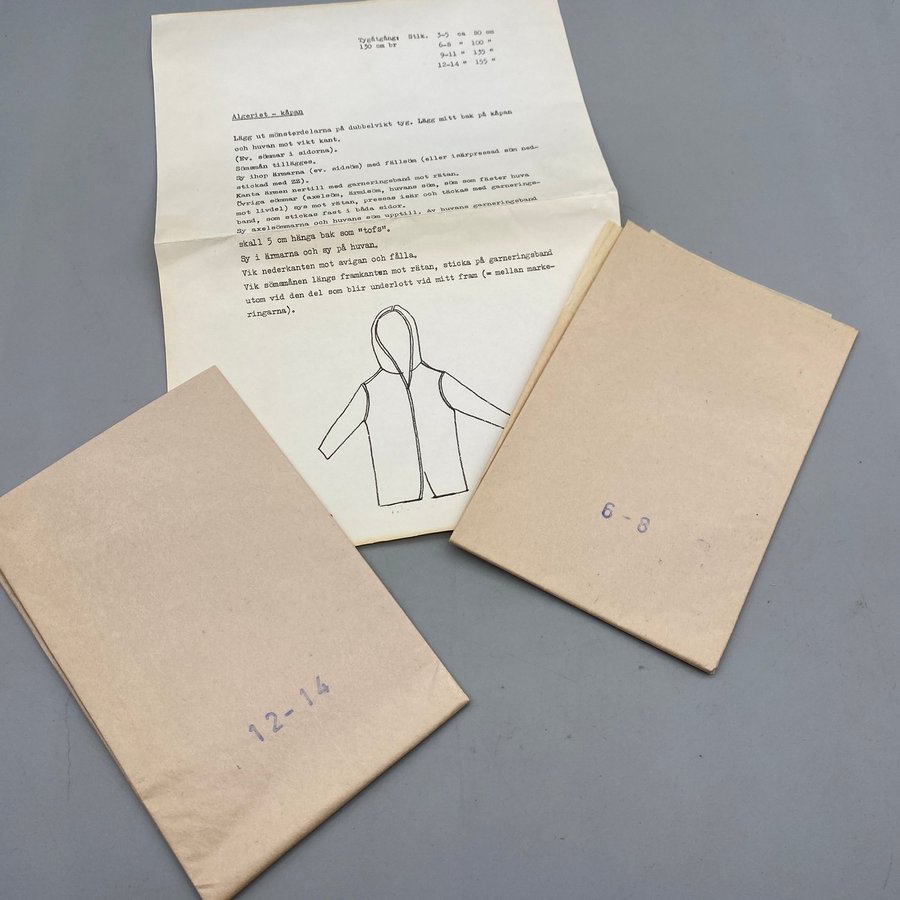 Tygåtgång: Stlk. 3-5 ca 80 cm
130 cm br 6-8 " 100 "
9-11 " 135 "
12-14 " 155 "
Algeriet - kåpan
Lägg ut mönsterdelarna på dubbelvikt tyg. Lägg mitt bak på kåpan
och huvan mot vikt kant.
(Ev. sömmar i sidorna).
Sömsmån tillägges.
Sy ihop ärmarna (ev. sidsöm) med fällsöm (eller isärpressad söm ned-
stickad med ZZ).
Kanta ärmen nertill med garneringsband mot rätan.
Övriga sömmar (axelsöm, ärmisöm, huvans söm, söm som fäster huva
mot livdel) sys mot rätan, pressas isär och täckas med garnerings-
band, som stickas fast i båda sidor.
Sy axelsömmarna och huvans söm upptill. Av huvans garneringsband
skall 5 cm hänga bak som "tofs".
Sy i ärmarna och sy på huvan.
Vik nederkanten mot avigan och fålla.
Vik sömsmånen längs framkanten mot rätan, sticka på garneringsband
utom vid den del som blir underlott vid mitt fram (= mellan marke-
ringarna).
6-8
12-14